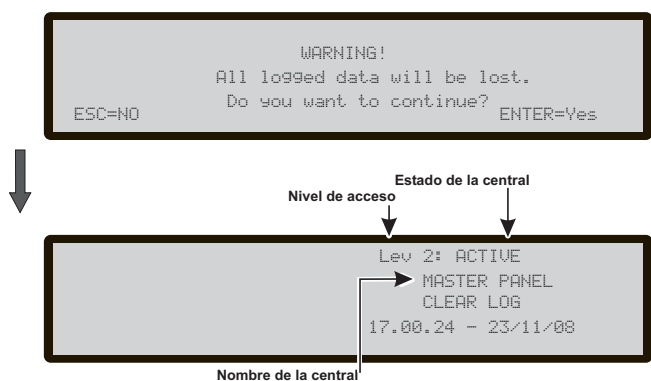 WARNING!
All logged data will be lost.
Do you want to continue?
ESC=NO
ENTER=Yes
Estado de la central
Nivel de acceso
Lev 2: ACTIVE
MASTER PANEL
CLEAR LOG
17.00.24 - 23/11/08
Nombre de la central